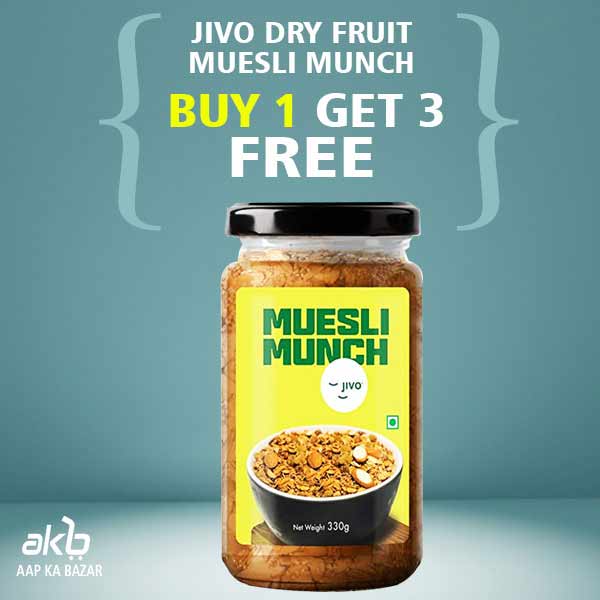 JIVO DRY FRUIT
MUESLI MUNCH
BUY 1 GET 3
FREE
MUESLI
MUNCH
JIVO
Net Weight 330g
akb
AAP KA BAZAR